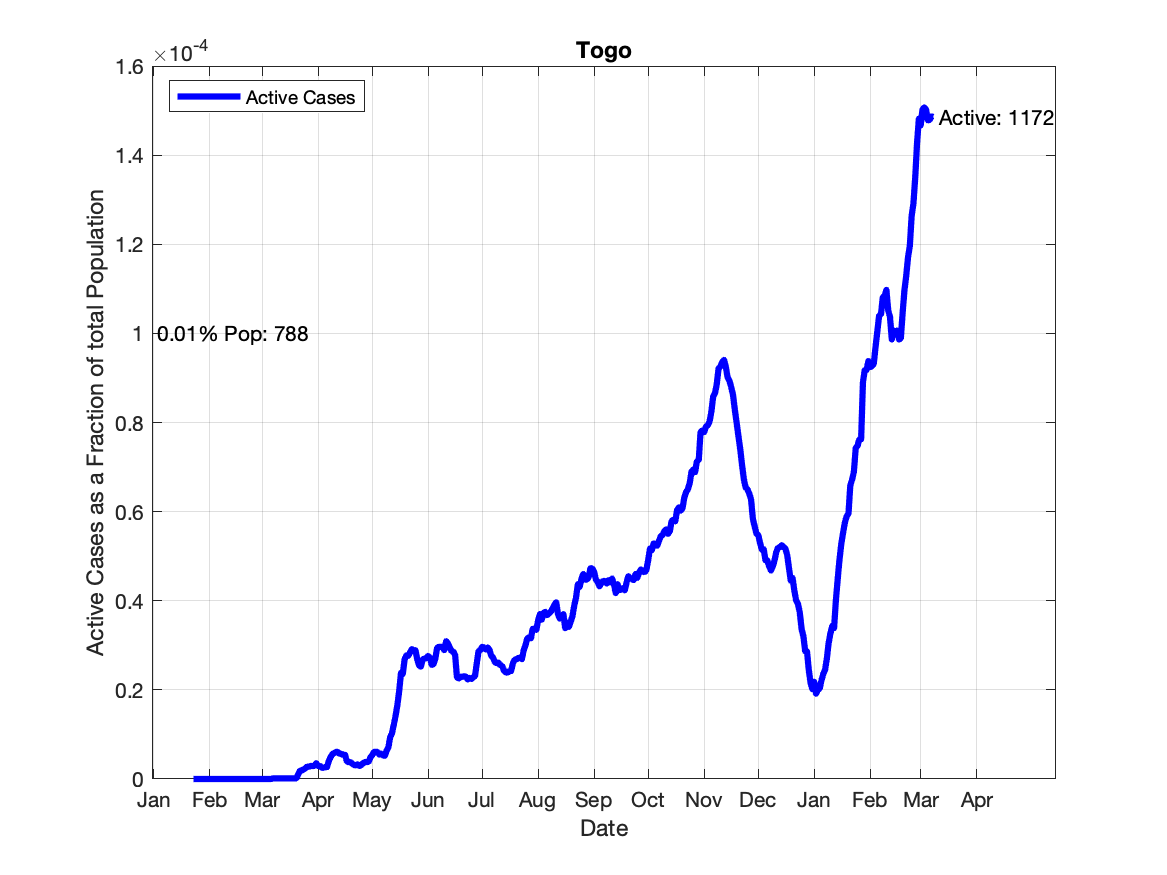 Togo
×10-4
1.6
1.4
1.2
1
0.8
0.6
0.4
0.2
0
Active Cases
Active: 1172
0.01% Pop: 788
Active Cases as a Fraction of total Population
Jan Feb Mar Apr May Jun Jul Aug Sep Oct Nov Dec Jan Feb Mar Apr
Date